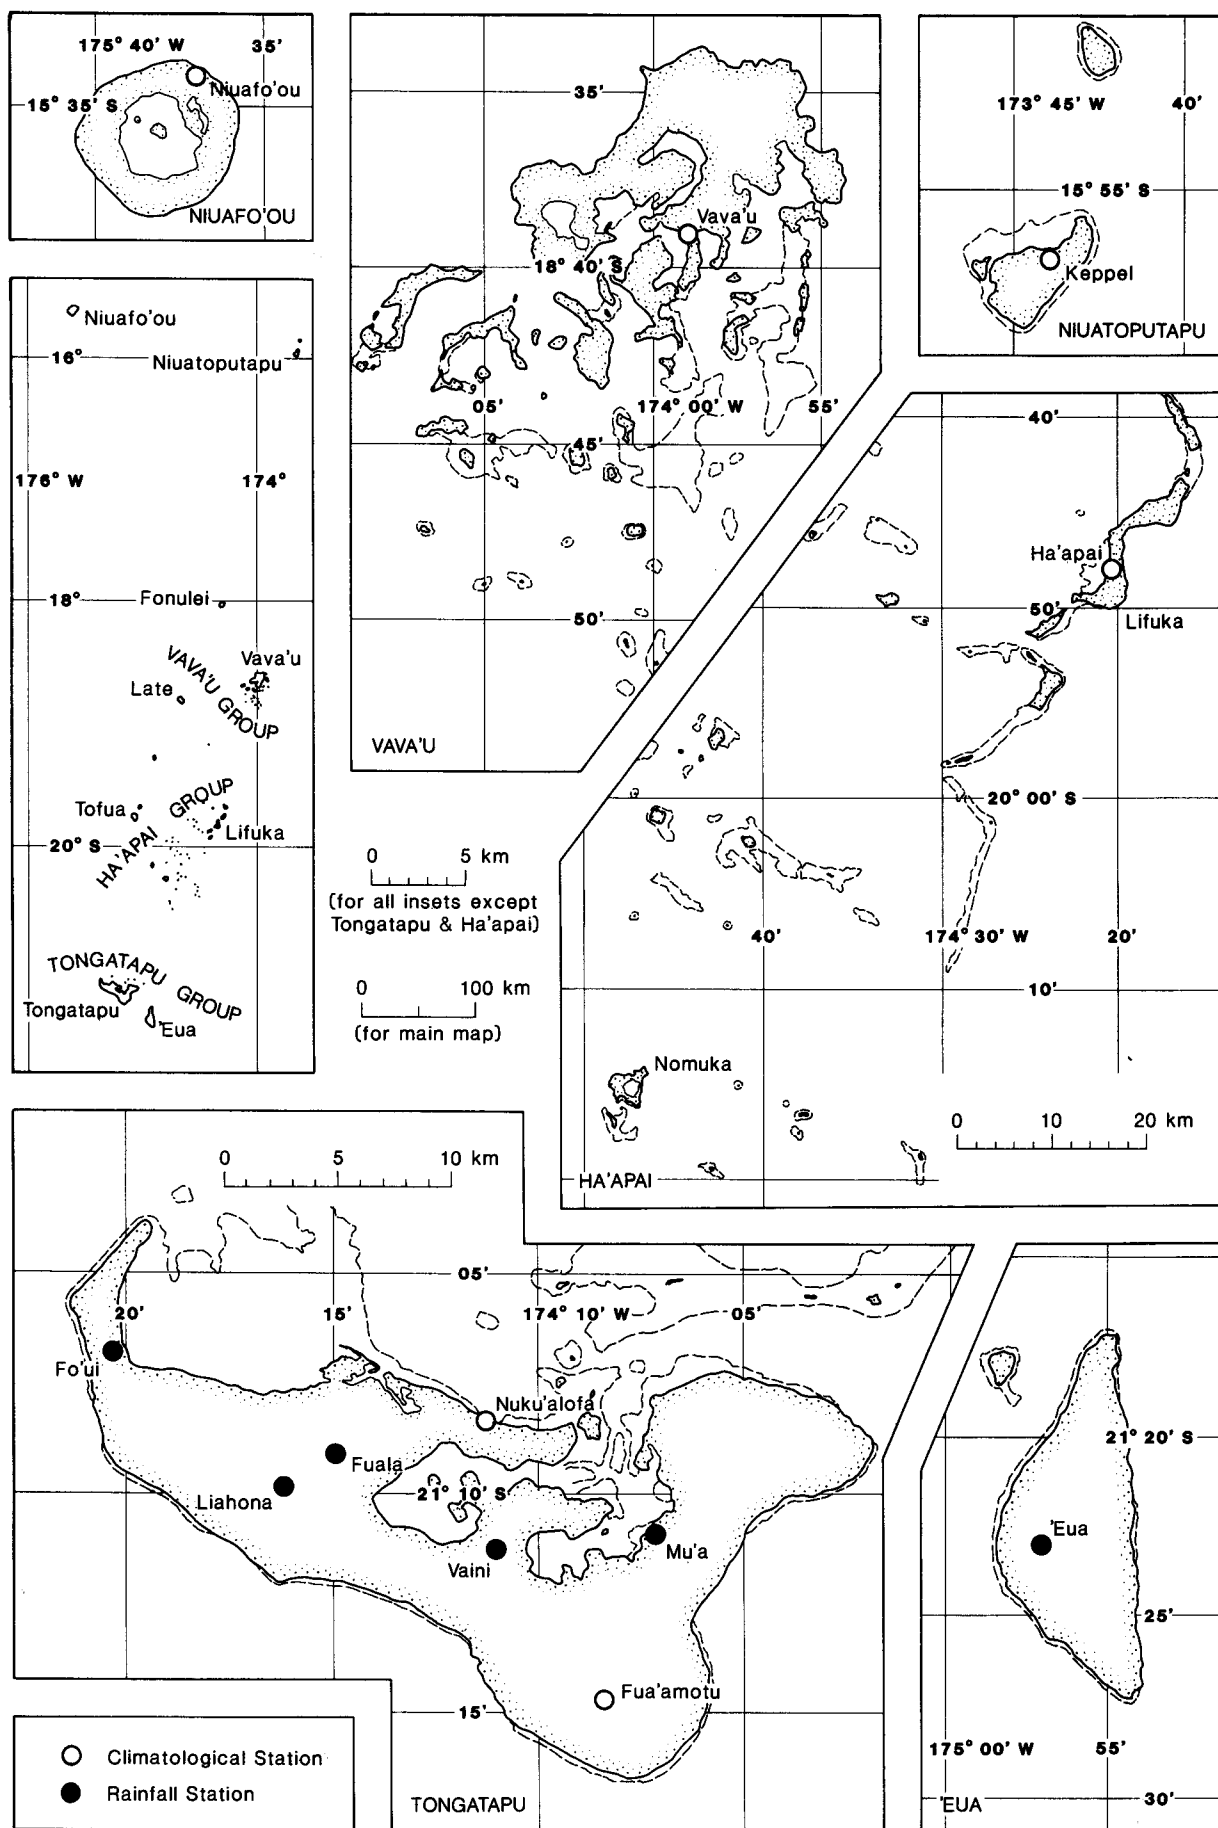 175° 40' W
35'
Niuafo'ou
15° 35' S
NIUAFO'OU
35'
Vava'u
18° 40' S
05'
174° 00' W
55'
45'
50'
VAVA'U
173° 45' W
40'
15° 55' S
Keppel
NIUATOPUTAPU
Niuafo'ou
16°
Niuatoputapu
176° W
174°
18°
Fonulei
Vava'u
VAVA'U GROUP
Late
Tofua
HA'APAI GROUP
Lifuka
20° S
TONGATAPU GROUP
Tongatapu
'Eua
0 5 km
(for all insets except
Tongatapu & Ha'apai)
0 100 km
(for main map)
40'
Ha'apai
50'
Lifuka
20° 00' S
40'
174° 30' W
20'
10'
Nomuka
0 10 20 km
HA'APAI
0 5 10 km
05'
20'
15'
174° 10' W
05'
Fo'ui
Nuku'alofa
Fuala
Liahona
21° 10' S
Vaini
Mu'a
Fua'amotu
15'
TONGATAPU
21° 20' S
'Eua
25'
175° 00' W
55'
30'
'EUA
Climatological Station
Rainfall Station